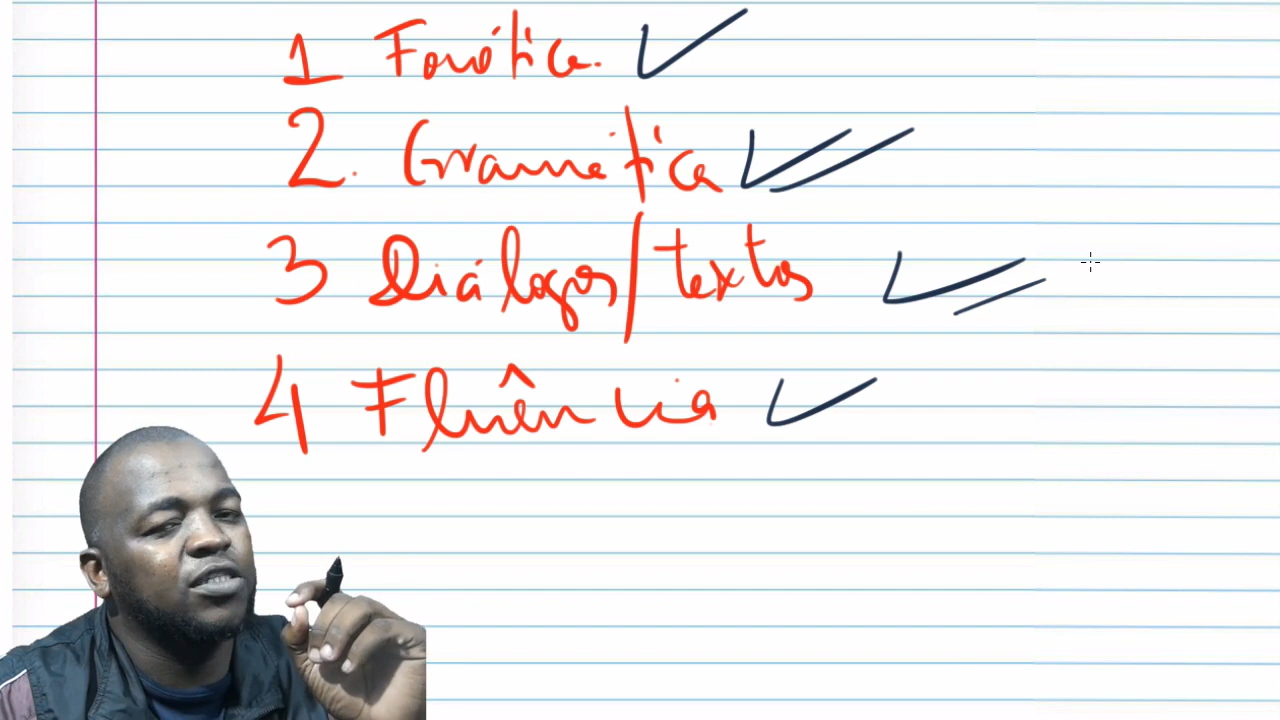 1 Fonética.
2. Gramática
3 Diálogos/textos
4 Fluência